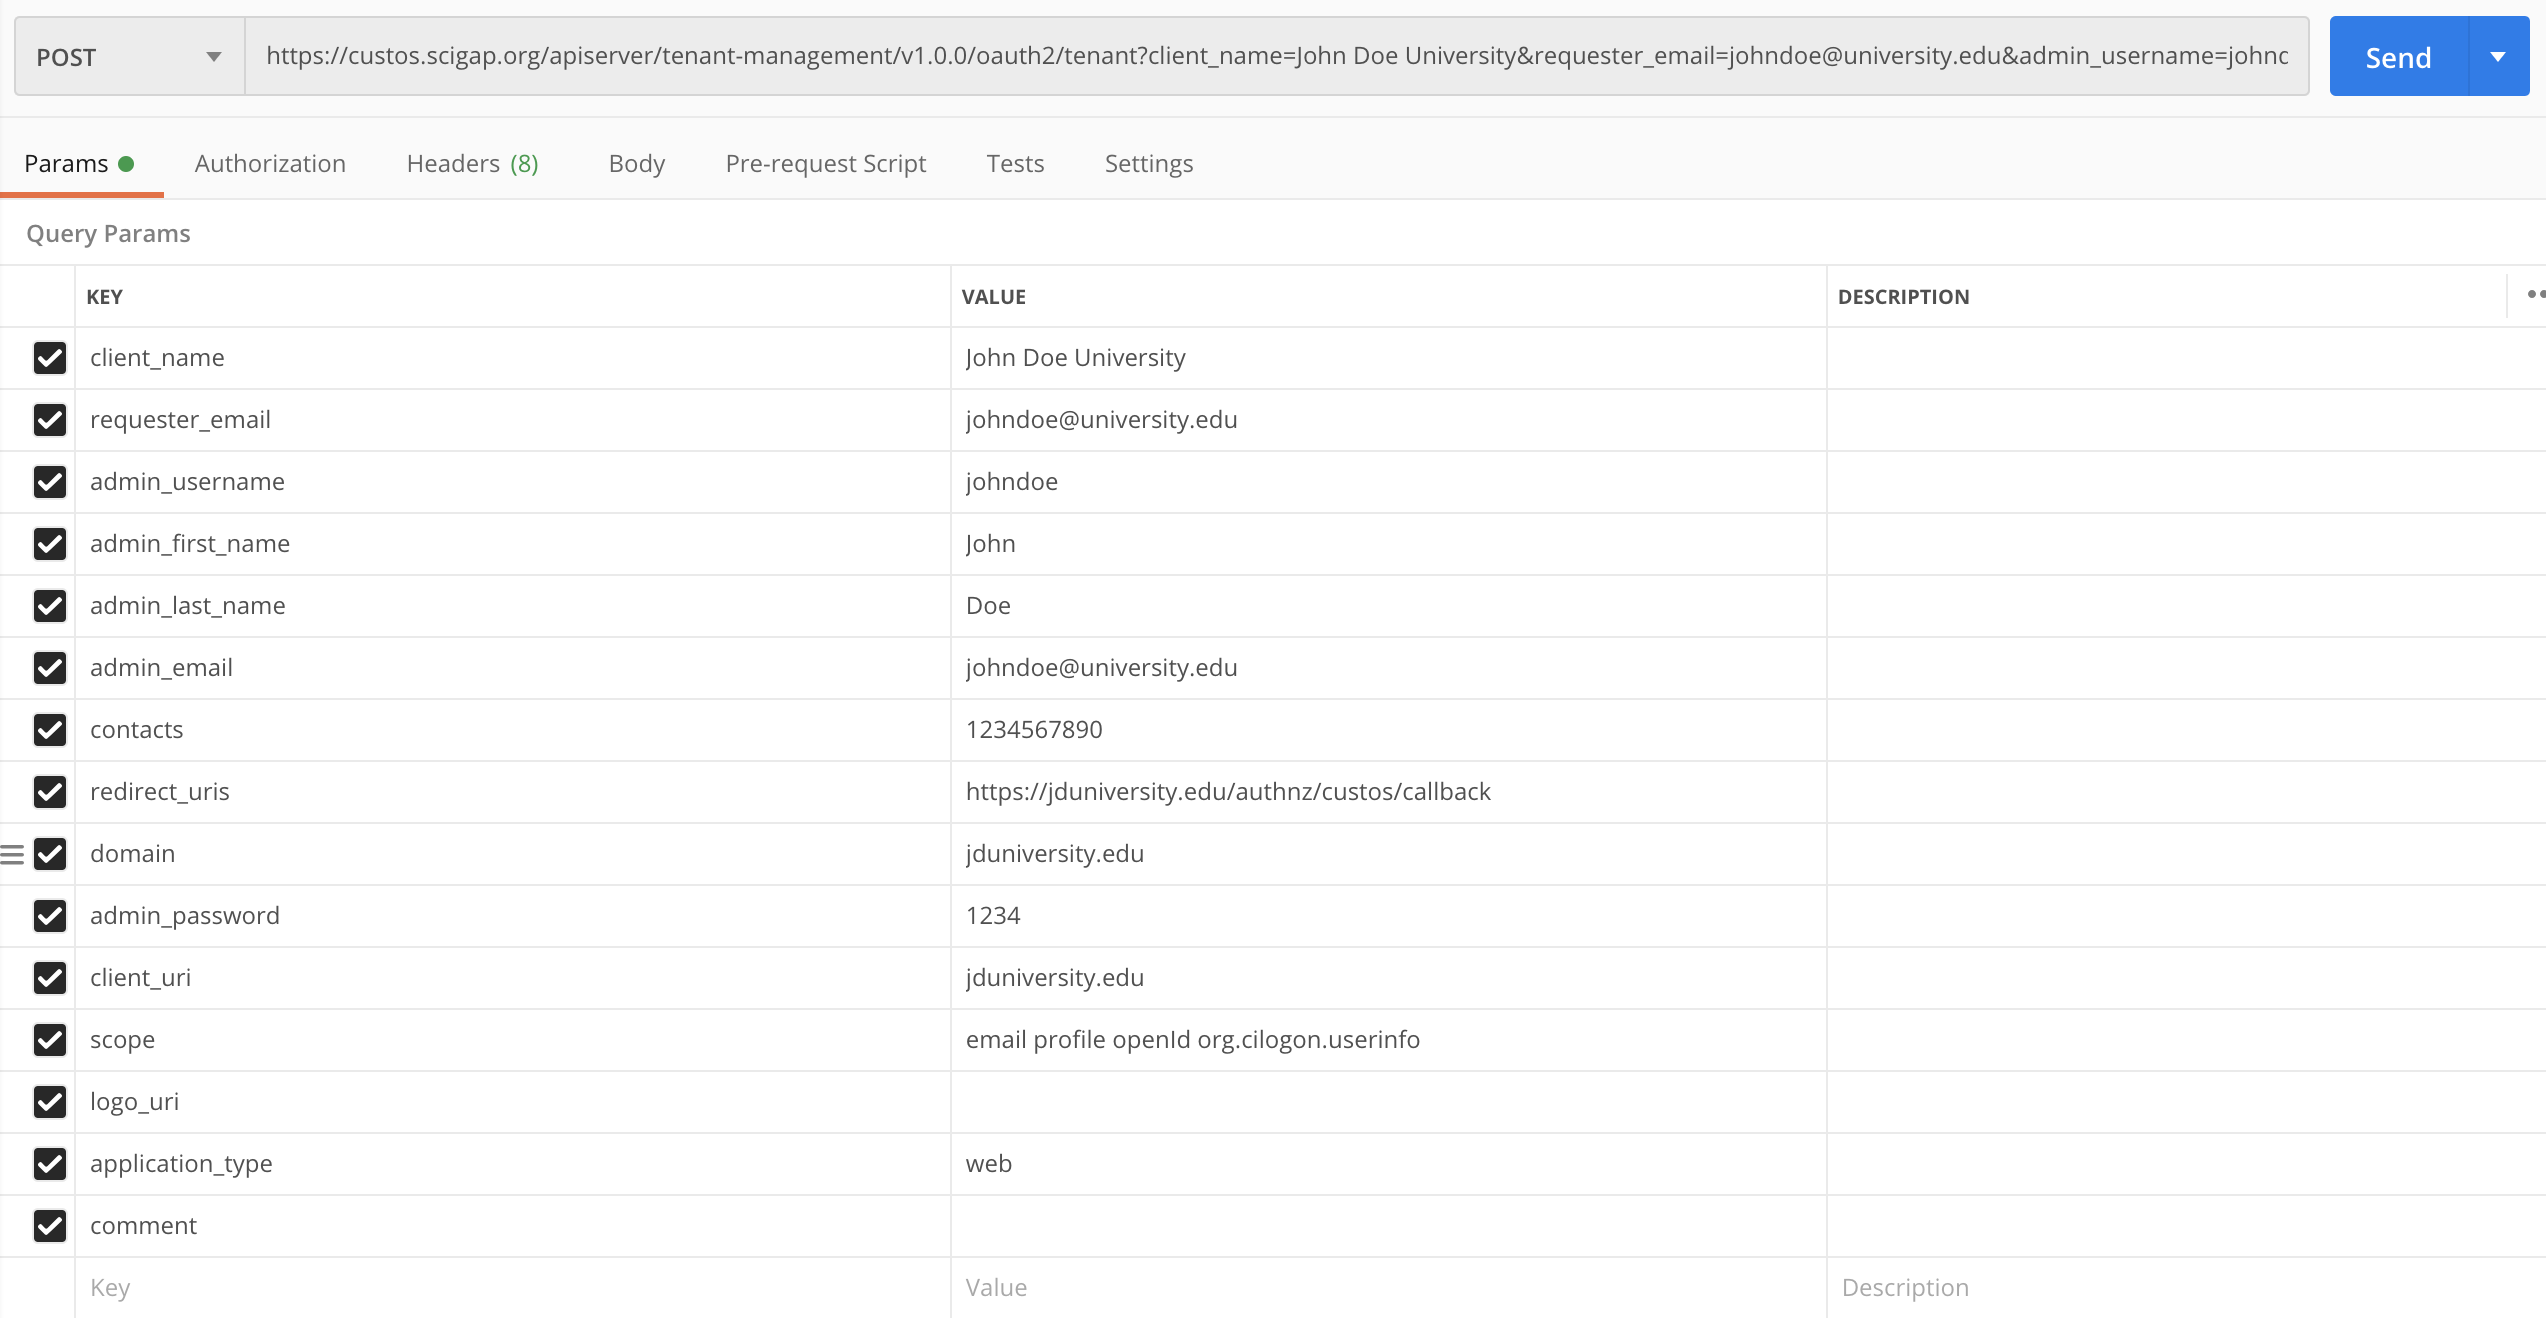 POST https://custos.scigap.org/apiserver/tenant-management/v1.0.0/oauth2/tenant?client_name=John Doe University&requester_email=johndoe@university.edu&admin_username=johnc Send
Params Authorization Headers (8) Body Pre-request Script Tests Settings
Query Params
KEY VALUE DESCRIPTION
client_name John Doe University
requester_email johndoe@university.edu
admin_username johndoe
admin_first_name John
admin_last_name Doe
admin_email johndoe@university.edu
contacts 1234567890
redirect_uris https://jduniversity.edu/authnz/custos/callback
domain jduniversity.edu
admin_password 1234
client_uri jduniversity.edu
scope email profile openId org.cilogon.userinfo
logo_uri
application_type web
comment
Key Value Description